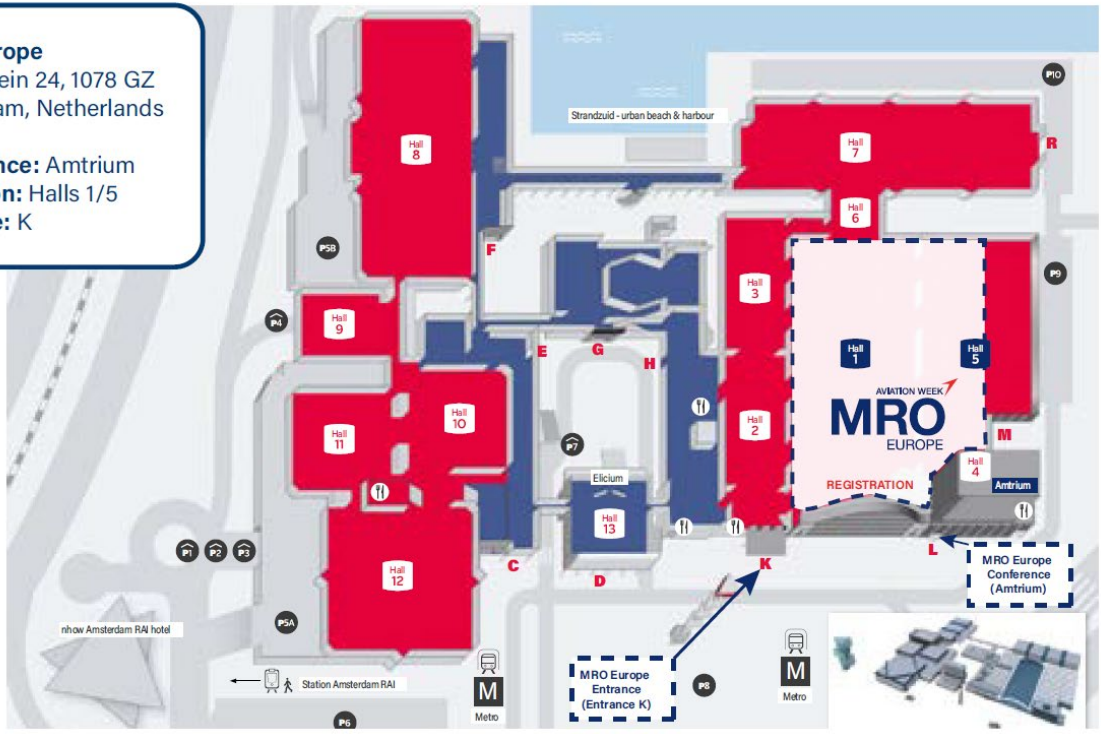 rope
ein 24, 1078 GZ
am, Netherlands
nce: Amtrium
on: Halls 1/5
e: K
P10
Strandzuid - urban beach & harbour
Hall
8
Hall
7
R
Hall
6
P5B
F
Hall
3
P9
P4
Hall
9
E
G
H
Hall
1
Hall
5
AVIATION WEEK
MRO
EUROPE
Hall
10
Hall
11
Hall
2
M
P7
Hall
4
Elicium
REGISTRATION
Amtrium
Hall
13
P1
P2
P3
C
D
K
L
Hall
12
MRO Europe
Conference
(Amtrium)
P5A
nhow Amsterdam RAI hotel
Station Amsterdam RAI
M
Metro
MRO Europe
Entrance
(Entrance K)
P8
M
Metro
P6